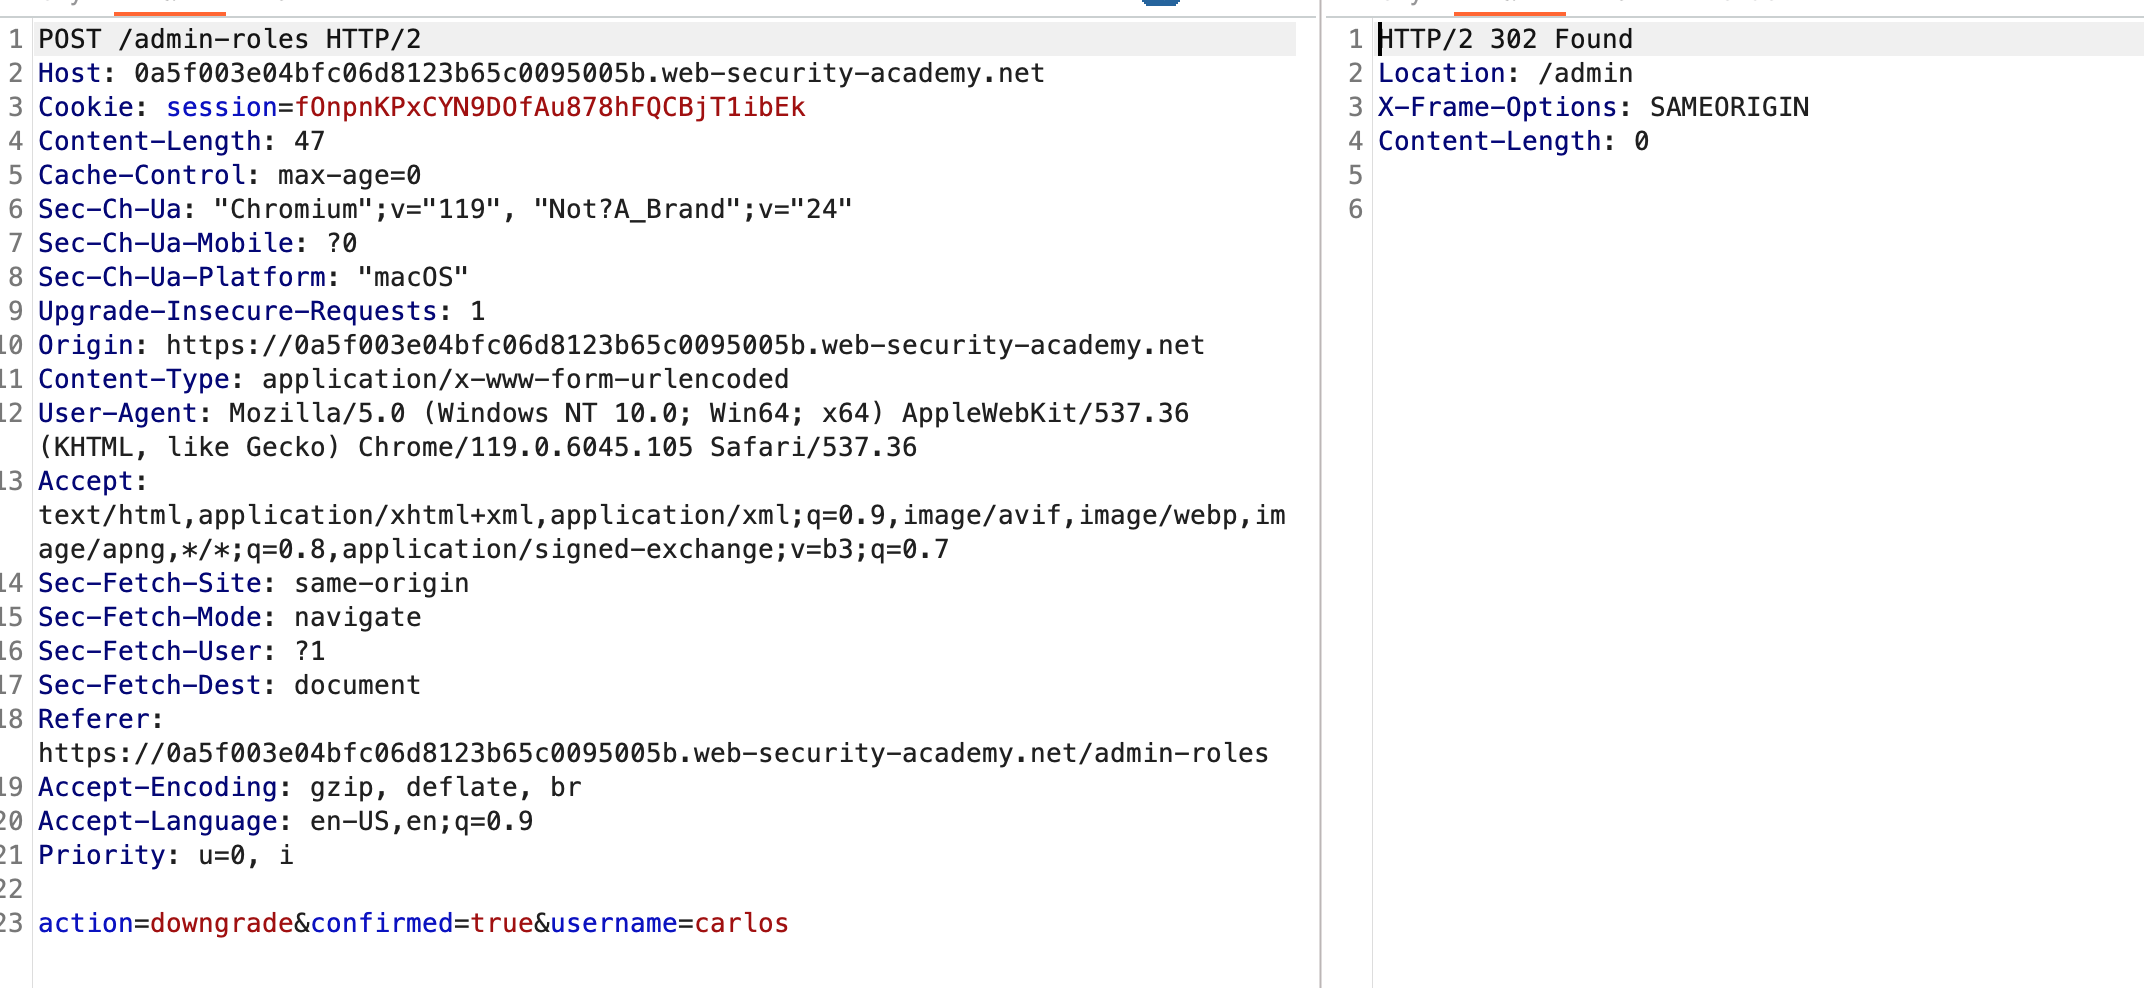 1 POST /admin-roles HTTP/2
2 Host: 0a5f003e04bfc06d8123b65c0095005b.web-security-academy.net
3 Cookie: session=fOnpnKPxCYN9DOfAu878hFQCBjT1ibEk
4 Content-Length: 47
5 Cache-Control: max-age=0
6 Sec-Ch-Ua: "Chromium";v="119", "Not?A_Brand";v="24"
7 Sec-Ch-Ua-Mobile: ?0
8 Sec-Ch-Ua-Platform: "macOS"
9 Upgrade-Insecure-Requests: 1
10 Origin: https://0a5f003e04bfc06d8123b65c0095005b.web-security-academy.net
11 Content-Type: application/x-www-form-urlencoded
12 User-Agent: Mozilla/5.0 (Windows NT 10.0; Win64; x64) AppleWebKit/537.36
(KHTML, like Gecko) Chrome/119.0.6045.105 Safari/537.36
13 Accept:
text/html,application/xhtml+xml,application/xml;q=0.9,image/avif,image/webp,im
age/apng,*/*;q=0.8,application/signed-exchange;v=b3;q=0.7
14 Sec-Fetch-Site: same-origin
15 Sec-Fetch-Mode: navigate
16 Sec-Fetch-User: ?1
17 Sec-Fetch-Dest: document
18 Referer:
https://0a5f003e04bfc06d8123b65c0095005b.web-security-academy.net/admin-roles
19 Accept-Encoding: gzip, deflate, br
20 Accept-Language: en-US,en;q=0.9
21 Priority: u=0, i
22
23 action=downgrade&confirmed=true&username=carlos
1 HTTP/2 302 Found
2 Location: /admin
3 X-Frame-Options: SAMEORIGIN
4 Content-Length: 0
5
6